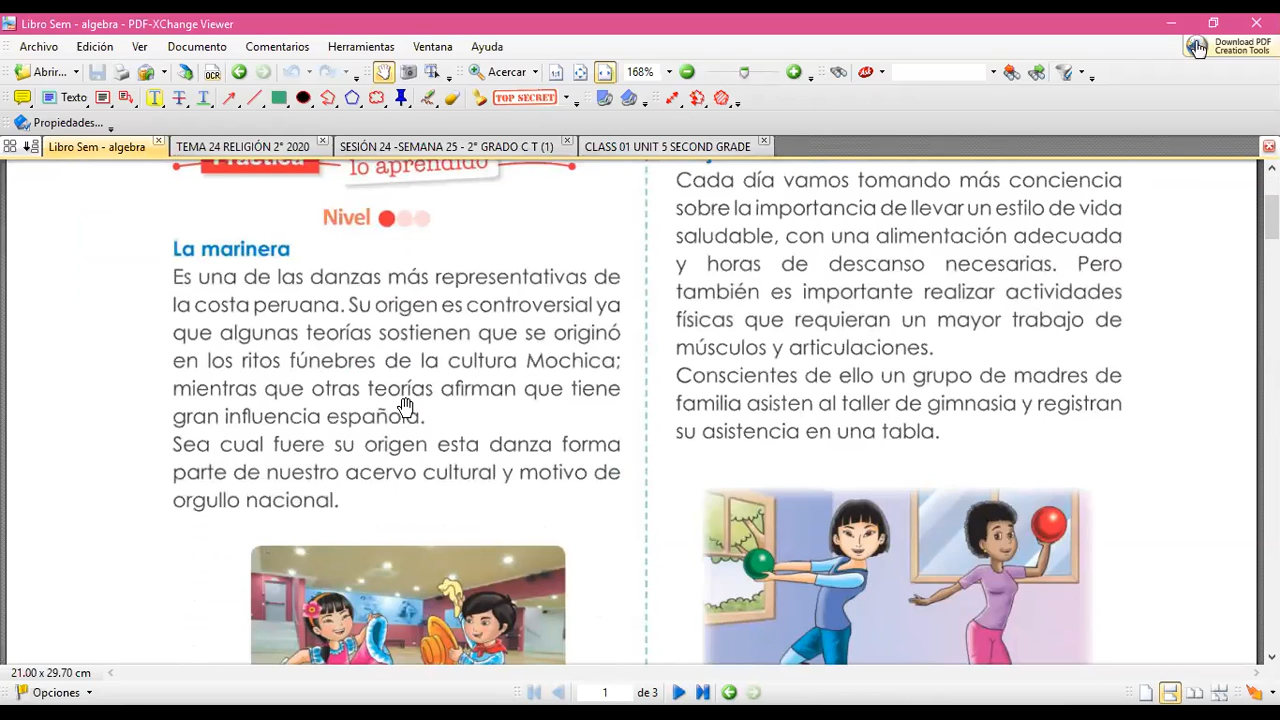 Libro Sem - algebra - PDF-XChange Viewer
Archivo Edición Ver Documento Comentarios Herramientas Ventana Ayuda
Download PDF
Creation Tools
Abrir... OCR Acercar 1:1 168%
Texto TOP SECRET
Propiedades...
Libro Sem - algebra TEMA 24 RELIGIÓN 2° 2020 SESIÓN 24 -SEMANA 25 - 2° GRADO C T (1) CLASS 01 UNIT 5 SECOND GRADE
Practica
lo aprendido
Nivel
La marinera
Es una de las danzas más representativas de
la costa peruana. Su origen es controversial ya
que algunas teorías sostienen que se originó
en los ritos fúnebres de la cultura Mochica;
mientras que otras teorías afirman que tiene
gran influencia española.
Sea cual fuere su origen esta danza forma
parte de nuestro acervo cultural y motivo de
orgullo nacional.
Cada día vamos tomando más conciencia
sobre la importancia de llevar un estilo de vida
saludable, con una alimentación adecuada
y horas de descanso necesarias. Pero
también es importante realizar actividades
físicas que requieran un mayor trabajo de
músculos y articulaciones.
Conscientes de ello un grupo de madres de
familia asisten al taller de gimnasia y registran
su asistencia en una tabla.
21.00 x 29.70 cm
Opciones 1 de 3